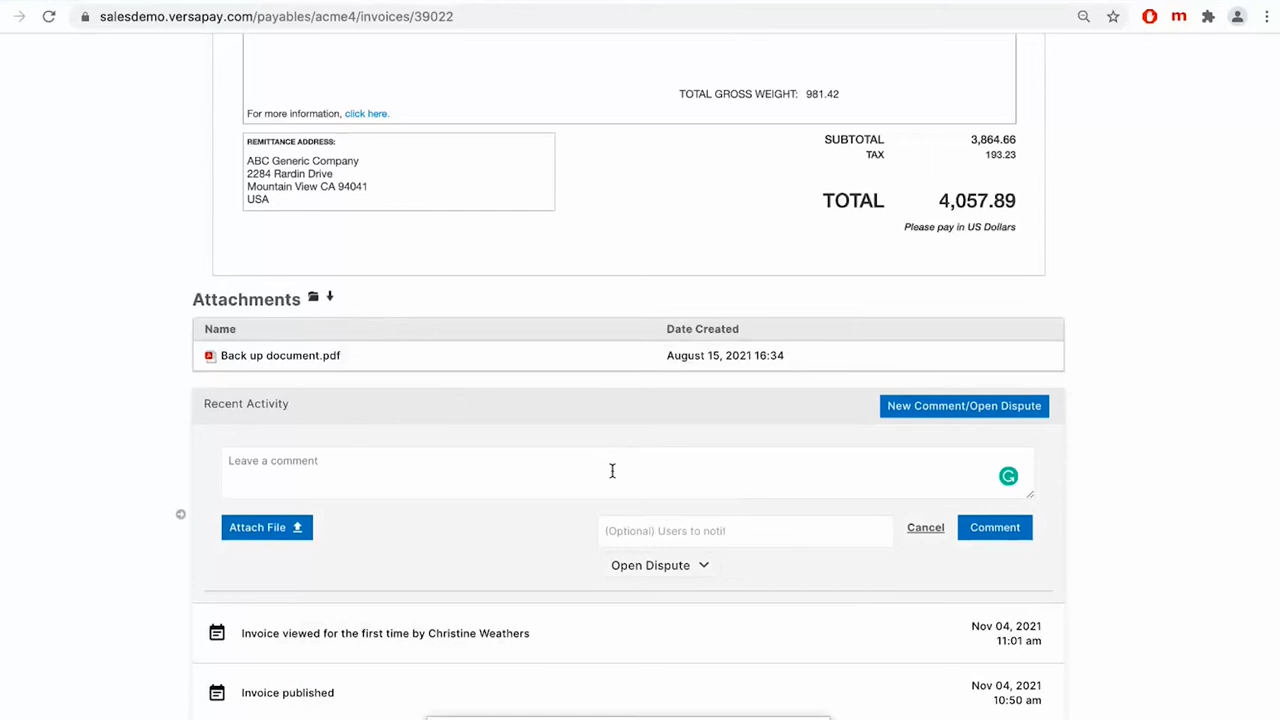 salesdemo.versapay.com/payables/acme4/invoices/39022
TOTAL GROSS WEIGHT: 981.42
For more information, click here.
REMITTANCE ADDRESS:
ABC Generic Company
2284 Rardin Drive
Mountain View CA 94041
USA
SUBTOTAL 3,864.66
TAX 193.23
TOTAL 4,057.89
Please pay in US Dollars
Attachments
Name Date Created
Back up document.pdf August 15, 2021 16:34
Recent Activity New Comment/Open Dispute
Leave a comment
Attach File (Optional) Users to notif Cancel Comment
Open Dispute
Invoice viewed for the first time by Christine Weathers Nov 04, 2021
11:01 am
Invoice published Nov 04, 2021
10:50 am